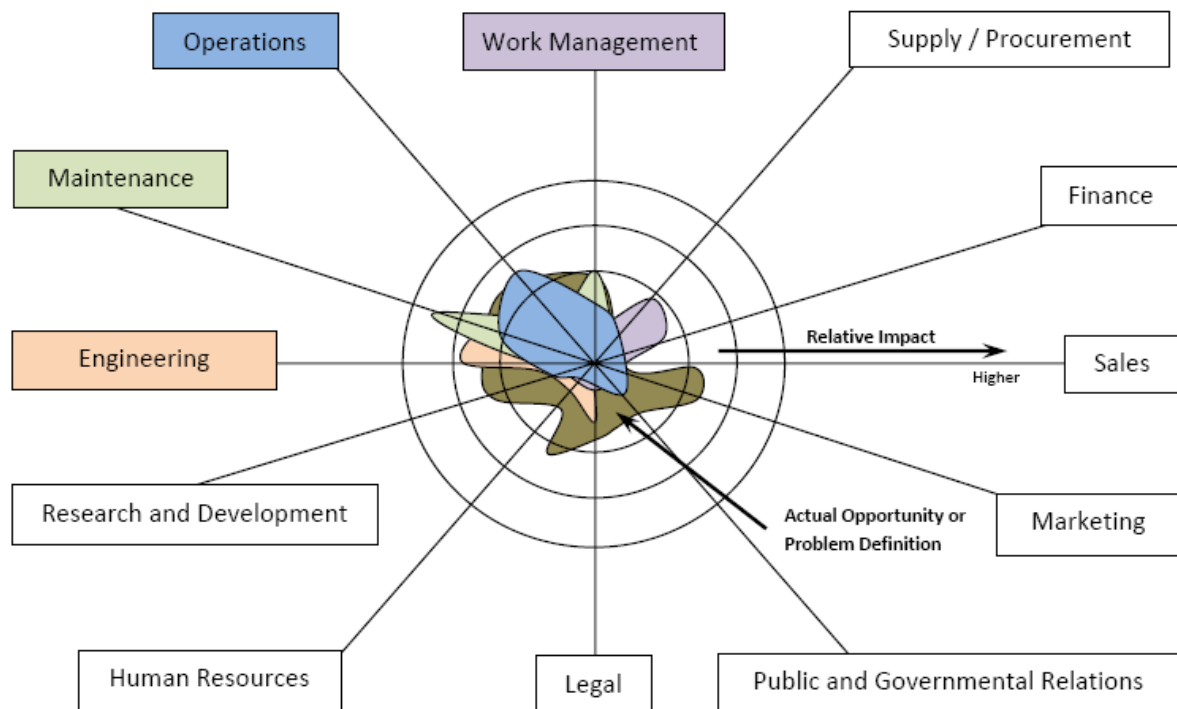 Operations
Work Management
Supply / Procurement
Maintenance
Finance
Relative Impact
Engineering
Higher
Sales
Research and Development
Actual Opportunity or
Problem Definition
Marketing
Human Resources
Legal
Public and Governmental Relations